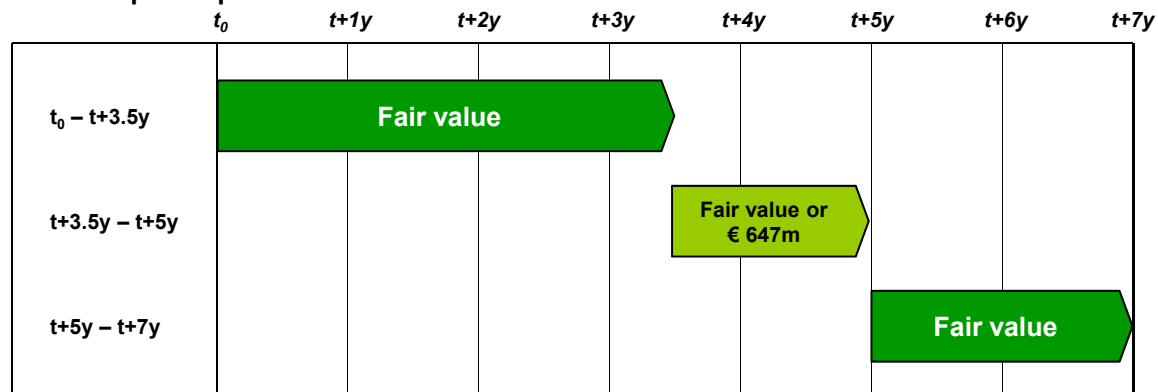 t₀ t+1y t+2y t+3y t+4y t+5y t+6y t+7y
t₀ – t+3.5y Fair value
t+3.5y – t+5y Fair value or
€ 647m
t+5y – t+7y Fair value